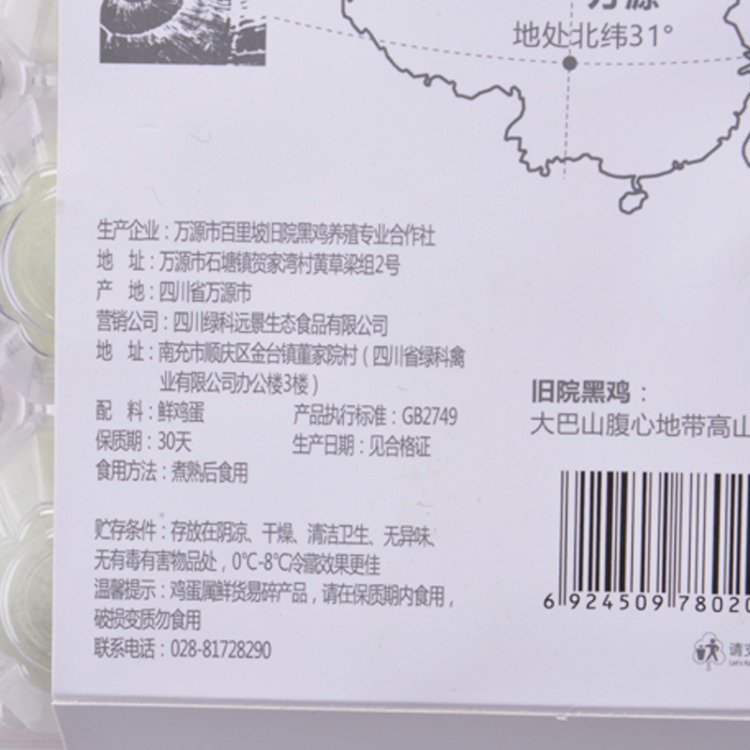 万源
地处北纬31°
生产企业：万源市百里坡旧院黑鸡养殖专业合作社
地 址：万源市石塘镇贺家湾村黄草梁组2号
产 地：四川省万源市
营销公司：四川绿科远景生态食品有限公司
地 址：南充市顺庆区金台镇董家院村（四川省绿科禽
业有限公司办公楼3楼）
配 料：鲜鸡蛋 产品执行标准：GB2749
保质期：30天 生产日期：见合格证
食用方法：煮熟后食用
旧院黑鸡：
大巴山腹心地带高山
贮存条件：存放在阴凉、干燥、清洁卫生、无异味、
无有毒有害物品处，0℃-8℃冷藏效果更佳
温馨提示：鸡蛋属鲜货易碎产品，请在保质期内食用，
破损变质勿食用
联系电话：028-81728290
6 924509 78020
请